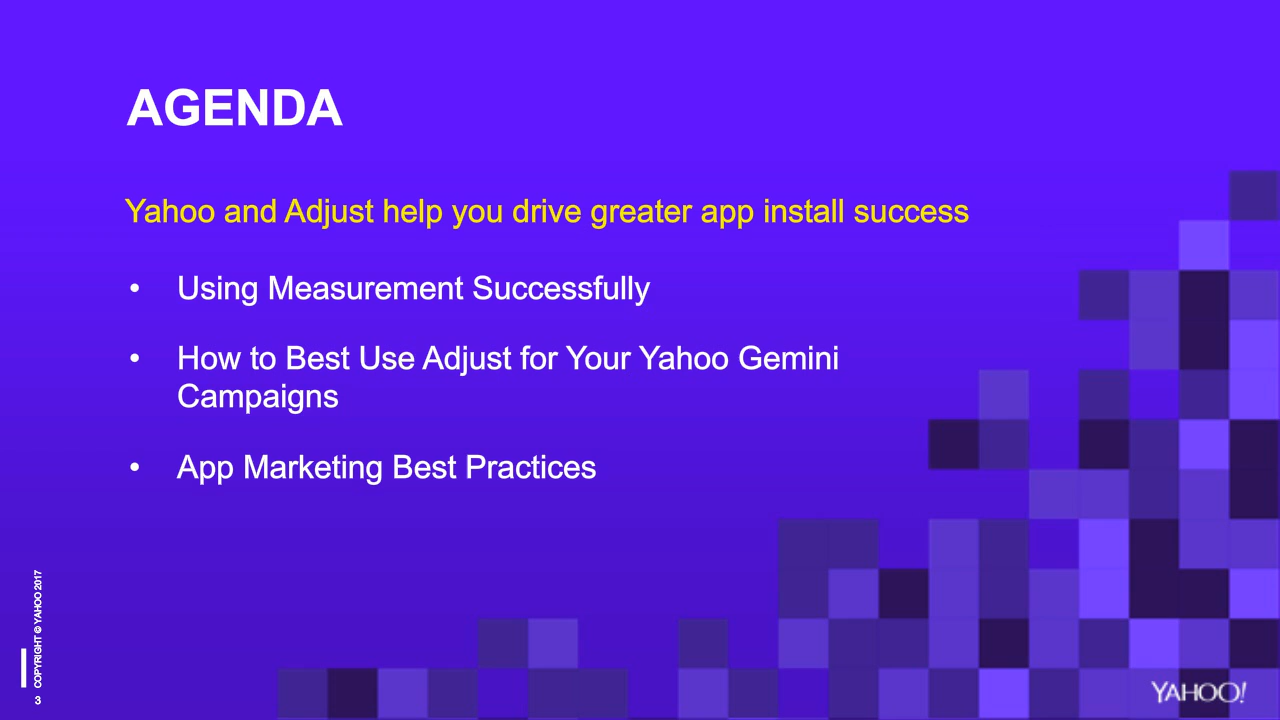 AGENDA
Yahoo and Adjust help you drive greater app install success
• Using Measurement Successfully
• How to Best Use Adjust for Your Yahoo Gemini
Campaigns
• App Marketing Best Practices
COPYRIGHT © YAHOO 2017
3
YAHOO!